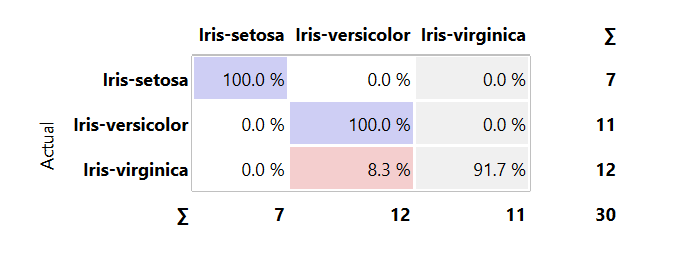 Iris-setosa Iris-versicolor Iris-virginica ∑
Iris-setosa 100.0 % 0.0 % 0.0 % 7
Iris-versicolor 0.0 % 100.0 % 0.0 % 11
Iris-virginica 0.0 % 8.3 % 91.7 % 12
∑ 7 12 11 30
Actual